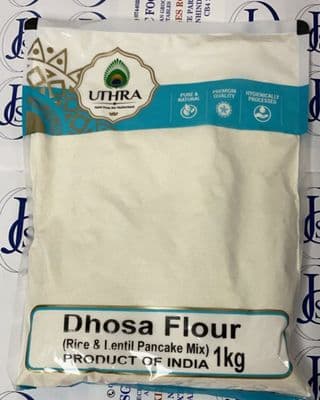 UTHRA
PURE & NATURAL
PREMIUM QUALITY
HYGIENICALLY PROCESSED
Dhosa Flour
(Rice & Lentil Pancake Mix) 1kg
PRODUCT OF INDIA